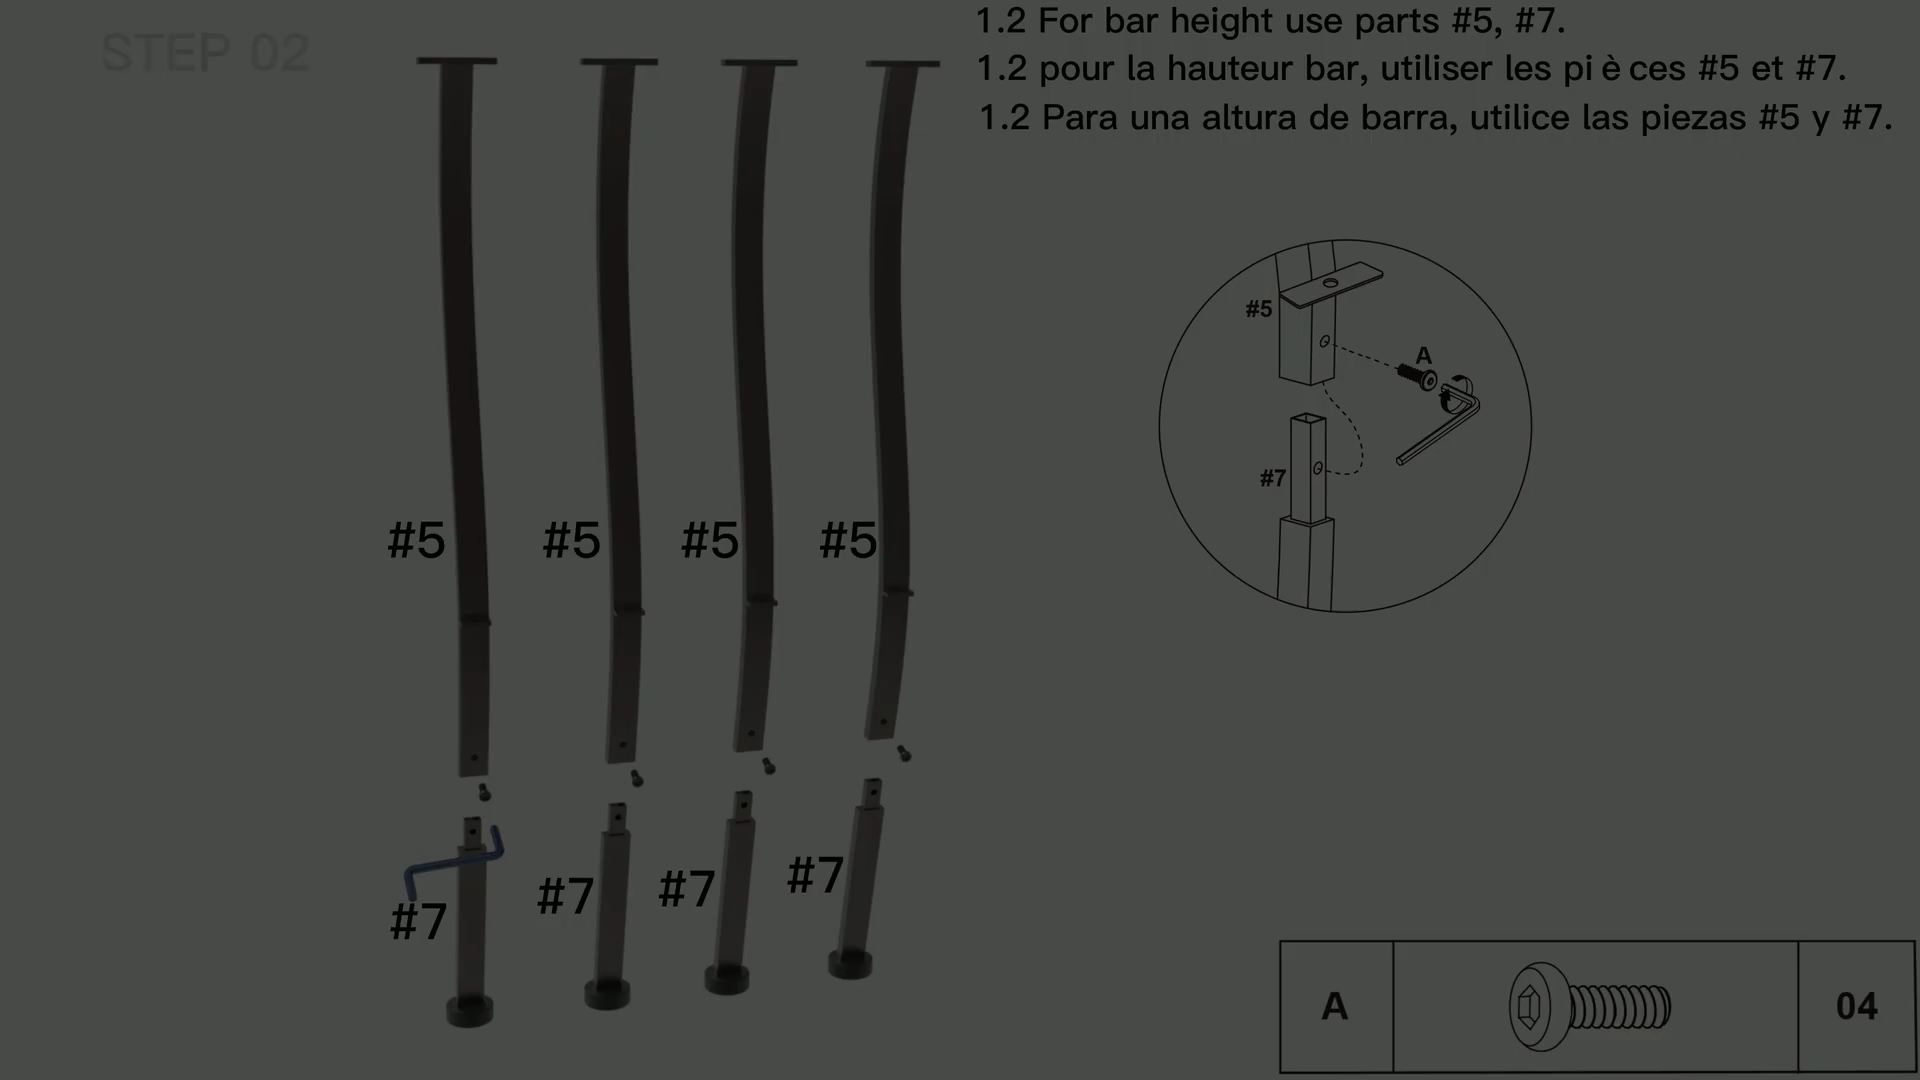 STEP 02
1.2 For bar height use parts #5, #7.
1.2 pour la hauteur bar, utiliser les pi è ces #5 et #7.
1.2 Para una altura de barra, utilice las piezas #5 y #7.
#5
A
#7
#5 #5 #5 #5
#7 #7 #7 #7
A 04